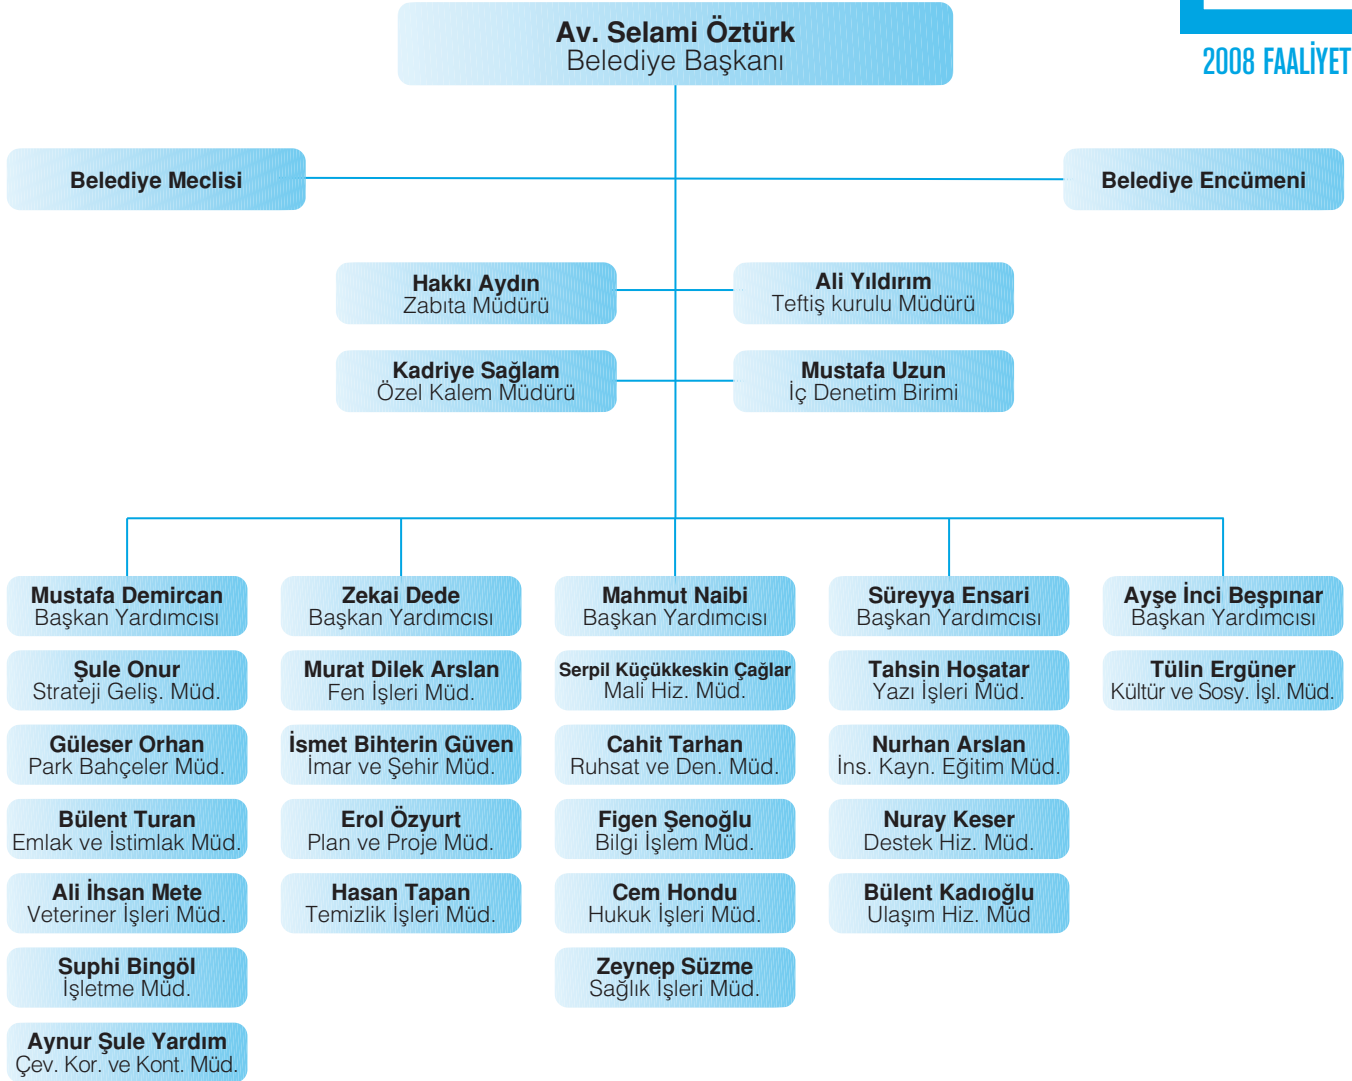 Av. Selami Öztürk
Belediye Başkanı
2008 FAALİYET
Belediye Meclisi
Belediye Encümeni
Hakkı Aydın
Zabıta Müdürü
Ali Yıldırım
Teftiş kurulu Müdürü
Kadriye Sağlam
Özel Kalem Müdürü
Mustafa Uzun
İç Denetim Birimi
Mustafa Demircan
Başkan Yardımcısı
Şule Onur
Strateji Geliş. Müd.
Güleser Orhan
Park Bahçeler Müd.
Bülent Turan
Emlak ve İstimlak Müd.
Ali İhsan Mete
Veteriner İşleri Müd.
Suphi Bingöl
İşletme Müd.
Aynur Şule Yardım
Çev. Kor. ve Kont. Müd.
Zekai Dede
Başkan Yardımcısı
Murat Dilek Arslan
Fen İşleri Müd.
İsmet Bihterin Güven
İmar ve Şehir Müd.
Erol Özyurt
Plan ve Proje Müd.
Hasan Tapan
Temizlik İşleri Müd.
Mahmut Naibi
Başkan Yardımcısı
Serpil Küçükkeskin Çağlar
Mali Hiz. Müd.
Cahit Tarhan
Ruhsat ve Den. Müd.
Figen Şenoğlu
Bilgi İşlem Müd.
Cem Hondu
Hukuk İşleri Müd.
Zeynep Süzme
Sağlık İşleri Müd.
Süreyya Ensari
Başkan Yardımcısı
Tahsin Hoşatar
Yazı İşleri Müd.
Nurhan Arslan
İns. Kayn. Eğitim Müd.
Nuray Keser
Destek Hiz. Müd.
Bülent Kadıoğlu
Ulaşım Hiz. Müd
Ayşe İnci Beşpınar
Başkan Yardımcısı
Tülin Ergüner
Kültür ve Sosy. İşl. Müd.